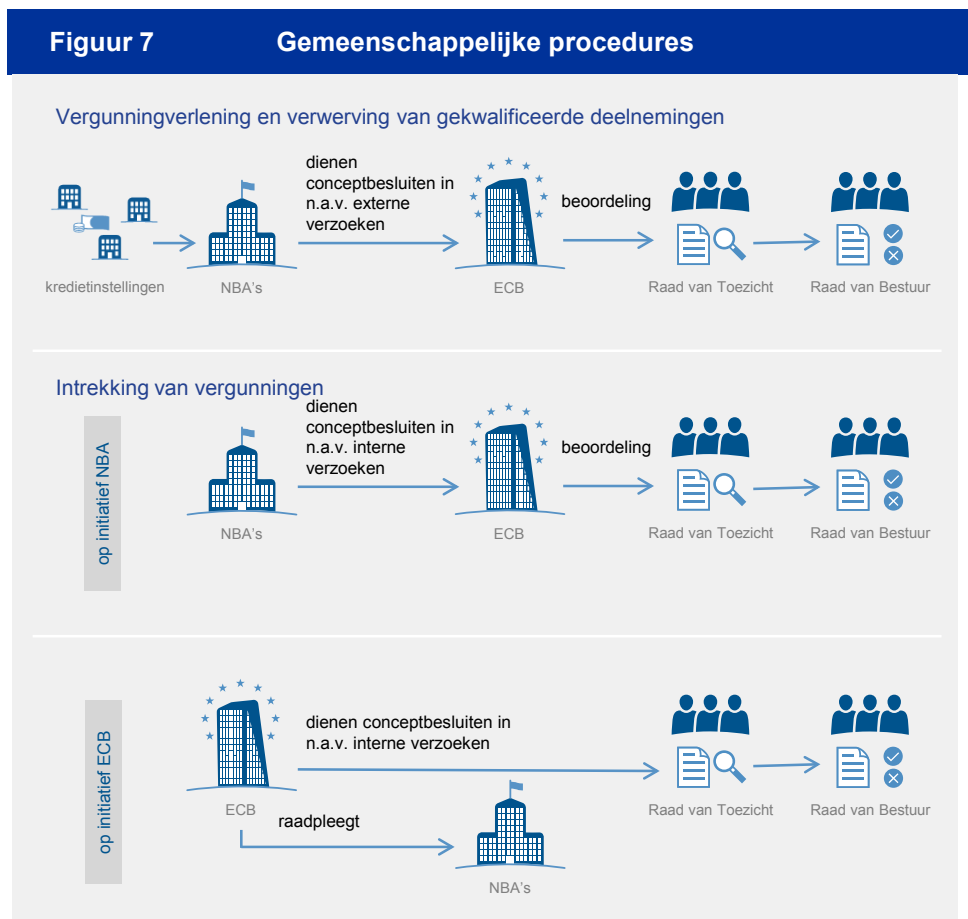 Figuur 7 Gemeenschappelijke procedures
Vergunningverlening en verwerving van gekwalificeerde deelnemingen
dienen
conceptbesluiten in
n.a.v. externe
verzoeken
beoordeling
kredietinstellingen
NBA's
ECB
Raad van Toezicht
Raad van Bestuur
Intrekking van vergunningen
op initiatief NBA
dienen
conceptbesluiten in
n.a.v. interne
verzoeken
beoordeling
NBA's
ECB
Raad van Toezicht
Raad van Bestuur
op initiatief ECB
dienen conceptbesluiten in
n.a.v. interne verzoeken
ECB
Raad van Toezicht
Raad van Bestuur
raadpleegt
NBA's